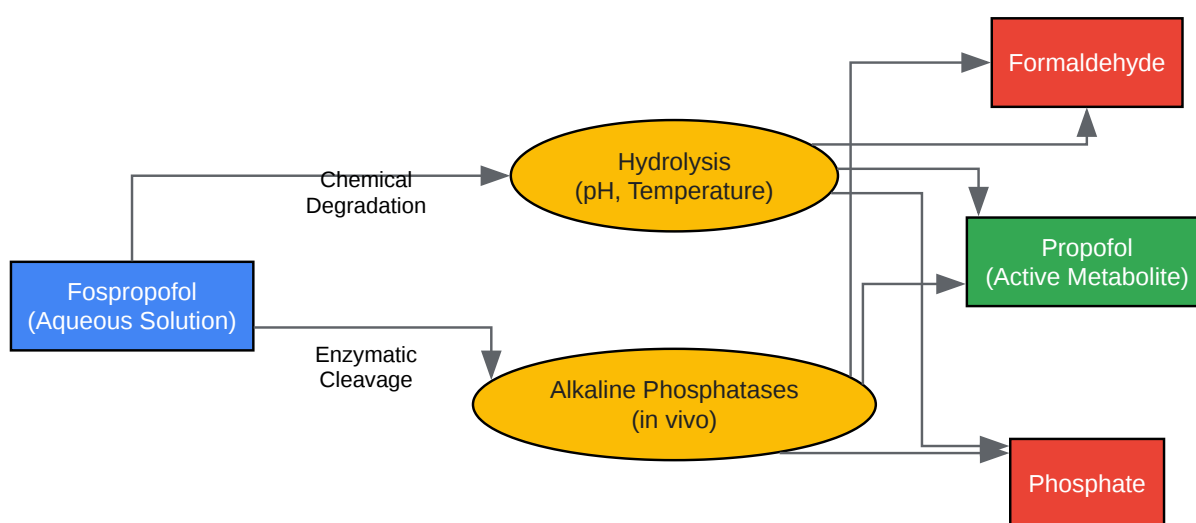 Formaldehyde
Hydrolysis
(pH, Temperature)
Chemical
Degradation
Propofol
(Active Metabolite)
Fospropofol
(Aqueous Solution)
Enzymatic
Cleavage
Alkaline Phosphatases
(in vivo)
Phosphate